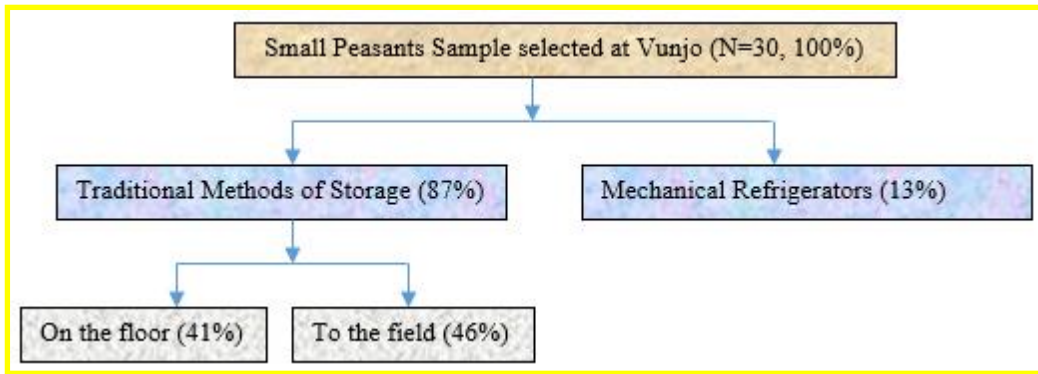 Small Peasants Sample selected at Vunjo (N=30, 100%)
Traditional Methods of Storage (87%)
Mechanical Refrigerators (13%)
On the floor (41%)
To the field (46%)